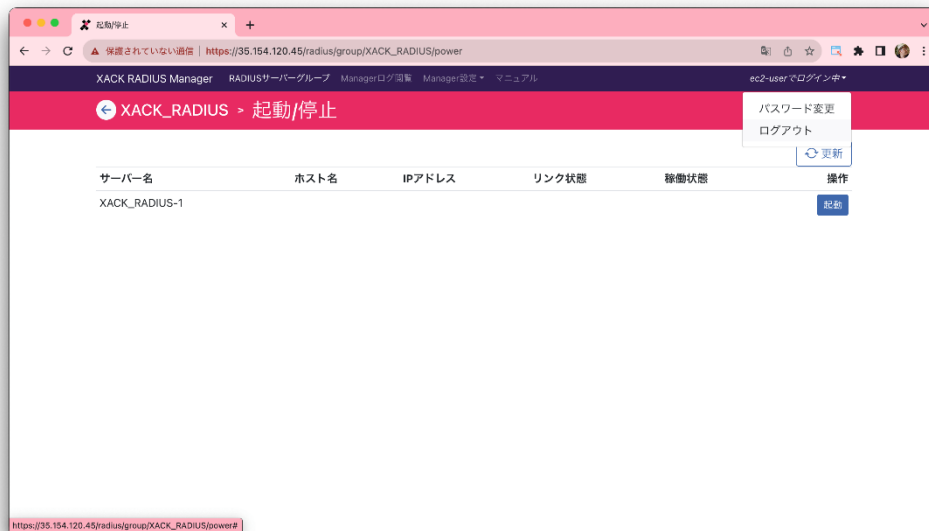 起動/停止
保護されていない通信 | https://35.154.120.45/radius/group/XACK_RADIUS/power
XACK RADIUS Manager RADIUSサーバーグループ Managerログ閲覧 Manager設定 マニュアル ec2-userでログイン中
XACK_RADIUS > 起動/停止
パスワード変更
ログアウト
更新
サーバー名 ホスト名 IPアドレス リンク状態 稼働状態 操作
XACK_RADIUS-1 起動
https://35.154.120.45/radius/group/XACK_RADIUS/power#